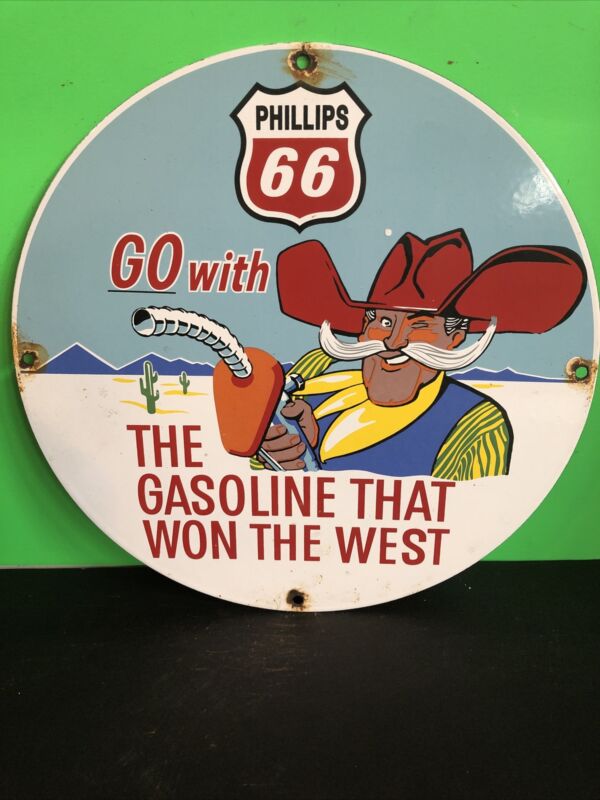 PHILLIPS
66
GO with
THE
GASOLINE THAT
WON THE WEST